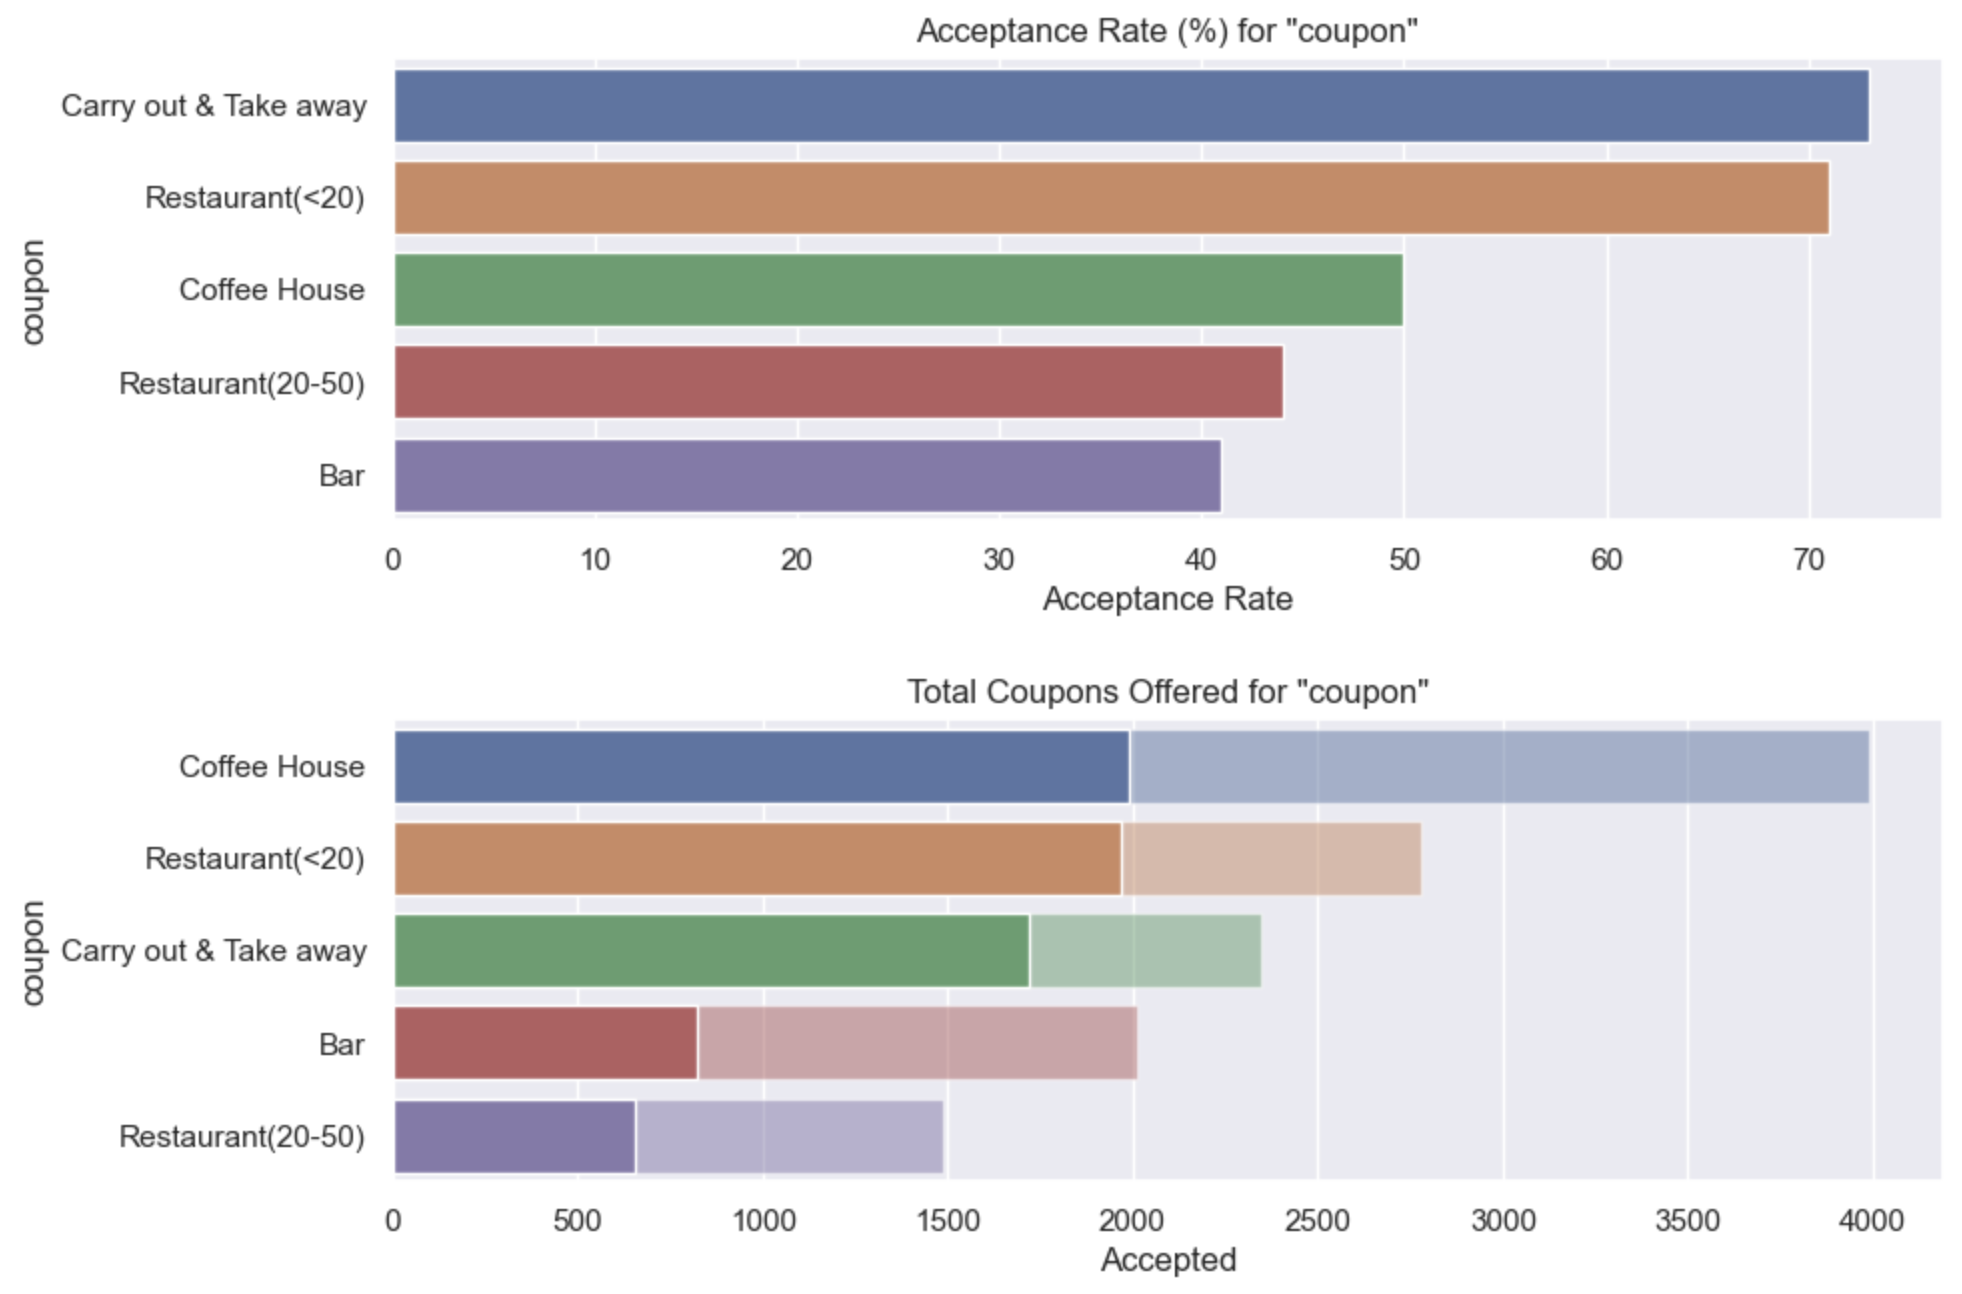 Acceptance Rate (%) for "coupon"
coupon
Carry out & Take away
Restaurant(<20)
Coffee House
Restaurant(20-50)
Bar
0 10 20 30 40 50 60 70
Acceptance Rate
Total Coupons Offered for "coupon"
coupon
Coffee House
Restaurant(<20)
Carry out & Take away
Bar
Restaurant(20-50)
0 500 1000 1500 2000 2500 3000 3500 4000
Accepted